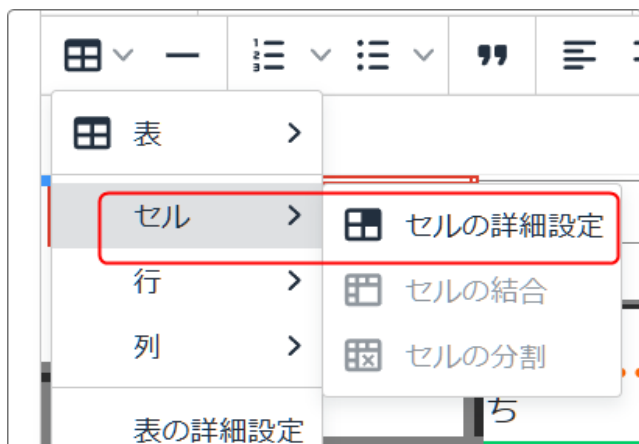 表
セル
セルの詳細設定
行
セルの結合
列
セルの分割
表の詳細設定
ち